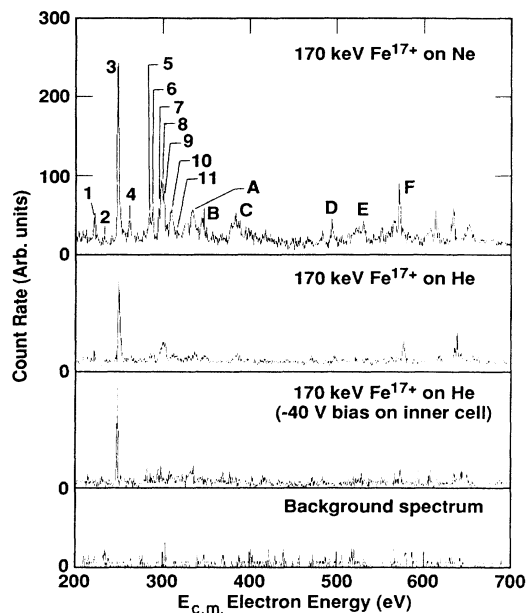 300
170 keV Fe17+ on Ne
3
5
6
7
8
9
10
11
200
100
1
2
4
A
B
C
D
E
F
0
Count Rate (Arb. units)
170 keV Fe17+ on He
0
170 keV Fe17+ on He
(-40 V bias on inner cell)
0
Background spectrum
0
200
300
400
500
600
700
Ec.m. Electron Energy (eV)